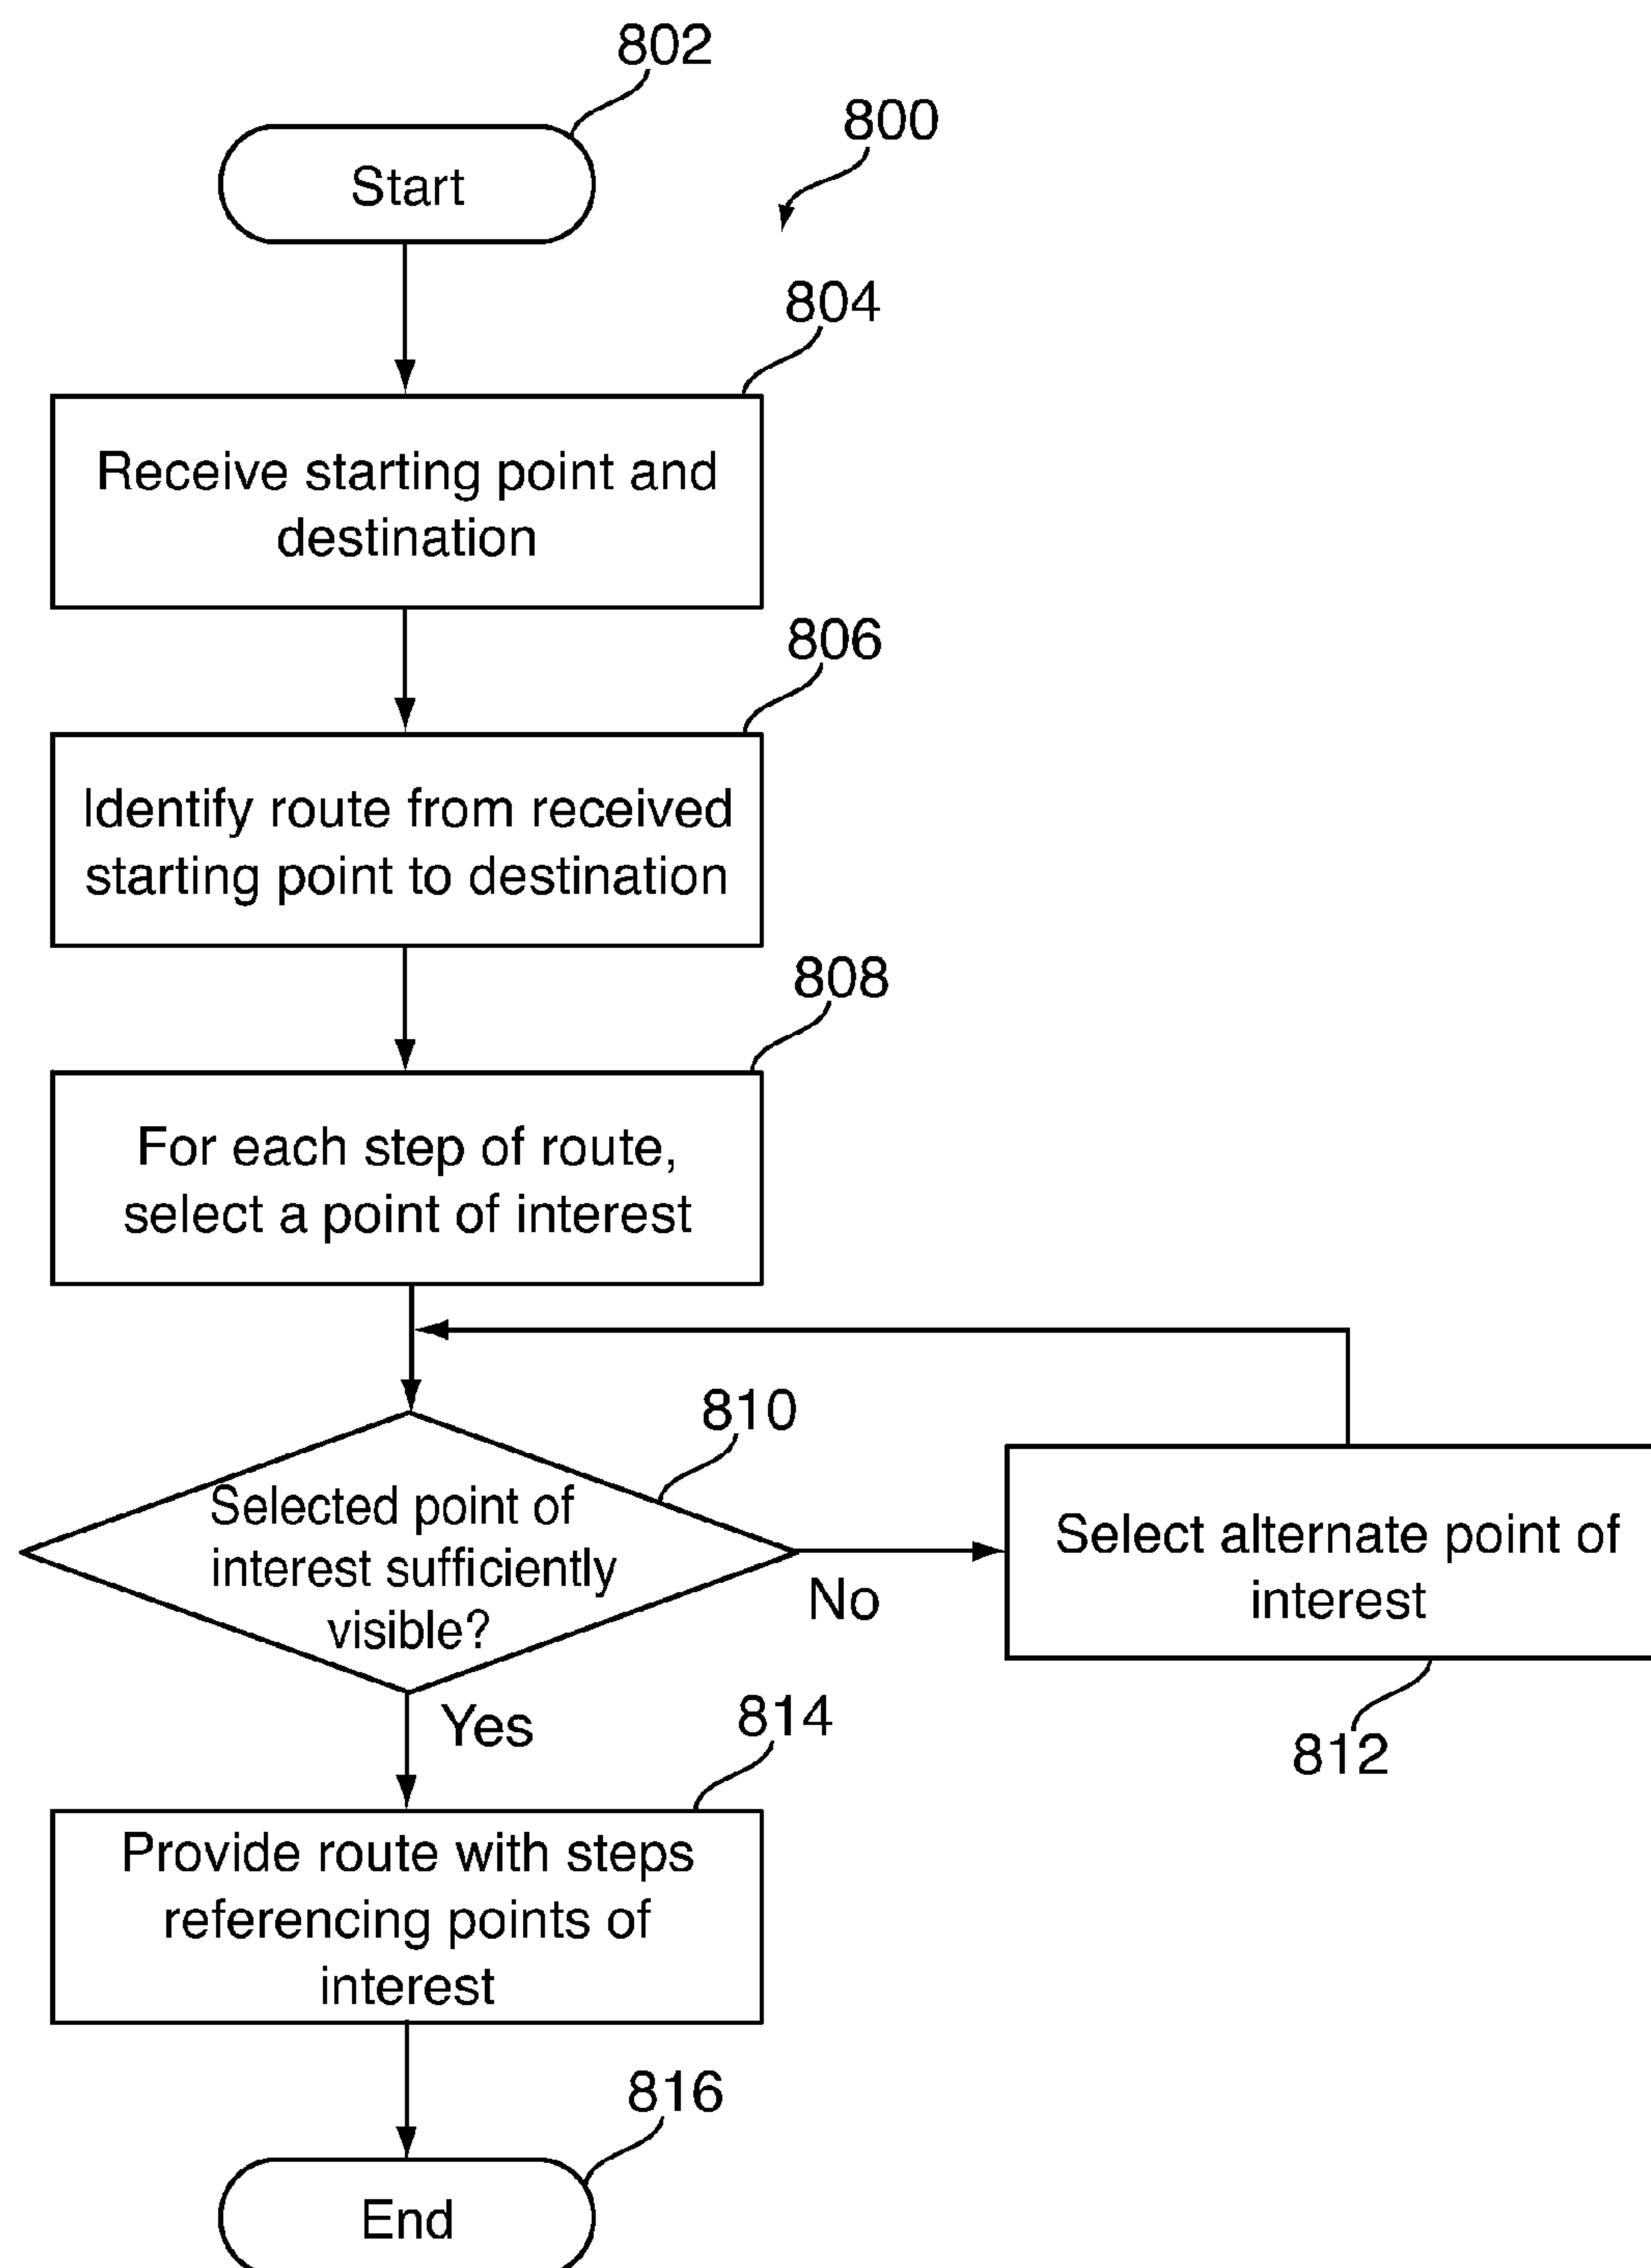 802
800
Start
804
Receive starting point and
destination
806
Identify route from received
starting point to destination
808
For each step of route,
select a point of interest
810
Selected point of
interest sufficiently
visible?
No
Select alternate point of
interest
812
Yes
814
Provide route with steps
referencing points of
interest
816
End